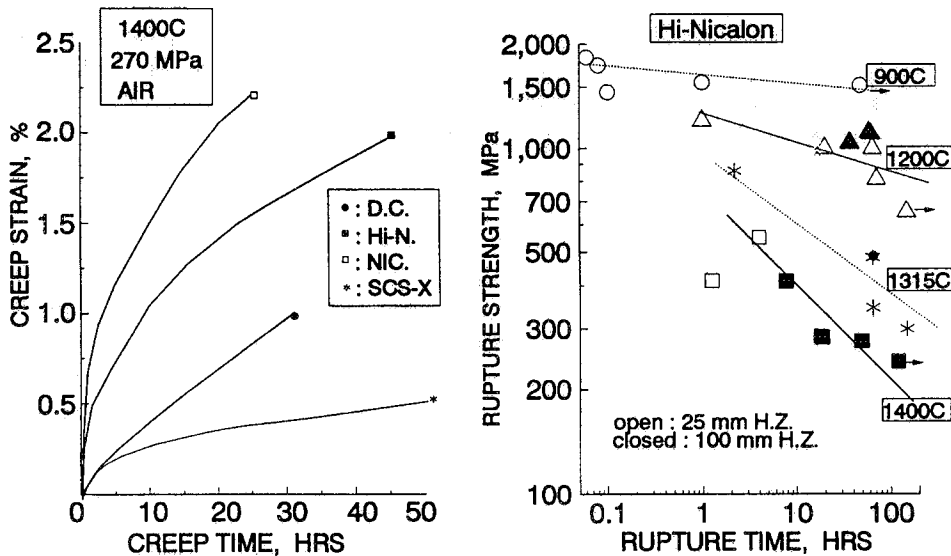 1400C
270 MPa
AIR
2.5
2.0
1.5
1.0
0.5
0
10
20
35
45
50
CREEP STRAIN, %
CREEP TIME, HRS
• : D.C.
▪ : Hi-N.
□ : NIC.
* : SCS-X
Hi-Nicalon
2,000
1,500
1,000
700
500
300
200
100
900C
1200C
1315C
1400C
open : 25 mm H.Z.
closed : 100 mm H.Z.
0.1
1
10
100
RUPTURE STRENGTH, MPa
RUPTURE TIME, HRS